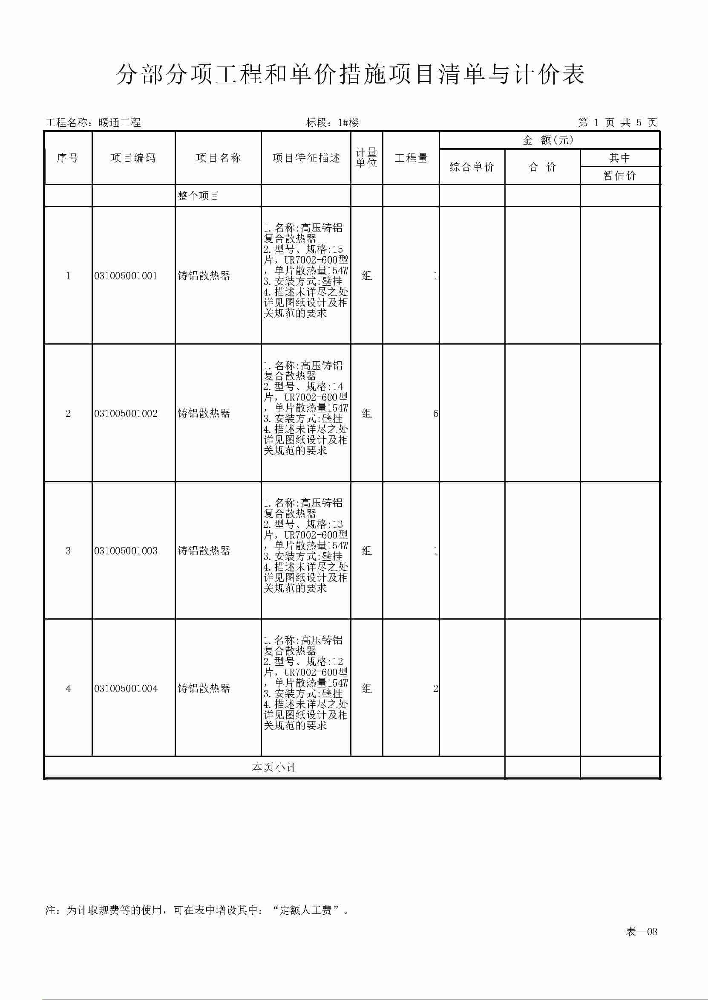 分部分项工程和单价措施项目清单与计价表
工程名称：暖通工程 标段：1#楼 第 1 页 共 5 页
序号 项目编码 项目名称 项目特征描述 计量单位 工程量 金 额(元)
综合单价 合 价 其中
暂估价
整个项目
1 031005001001 铸铝散热器
1.名称:高压铸铝
复合散热器
2.型号、规格:15
片，UR7002-600型
，单片散热量154W
3.安装方式:壁挂
4.描述未详尽之处
详见图纸设计及相
关规范的要求
组 1
2 031005001002 铸铝散热器
1.名称:高压铸铝
复合散热器
2.型号、规格:14
片，UR7002-600型
，单片散热量154W
3.安装方式:壁挂
4.描述未详尽之处
详见图纸设计及相
关规范的要求
组 6
3 031005001003 铸铝散热器
1.名称:高压铸铝
复合散热器
2.型号、规格:13
片，UR7002-600型
，单片散热量154W
3.安装方式:壁挂
4.描述未详尽之处
详见图纸设计及相
关规范的要求
组 1
4 031005001004 铸铝散热器
1.名称:高压铸铝
复合散热器
2.型号、规格:12
片，UR7002-600型
，单片散热量154W
3.安装方式:壁挂
4.描述未详尽之处
详见图纸设计及相
关规范的要求
组 2
本页小计
注：为计取规费等的使用，可在表中增设其中：“定额人工费”。
表—08